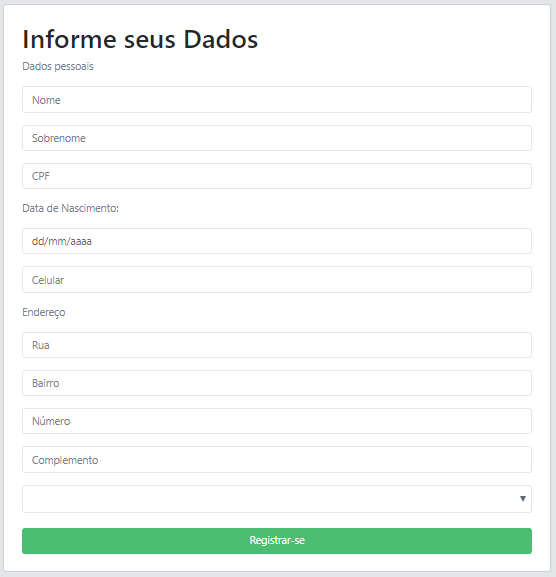 Informe seus Dados
Dados pessoais
Nome
Sobrenome
CPF
Data de Nascimento:
dd/mm/aaaa
Celular
Endereço
Rua
Bairro
Número
Complemento
Registrar-se